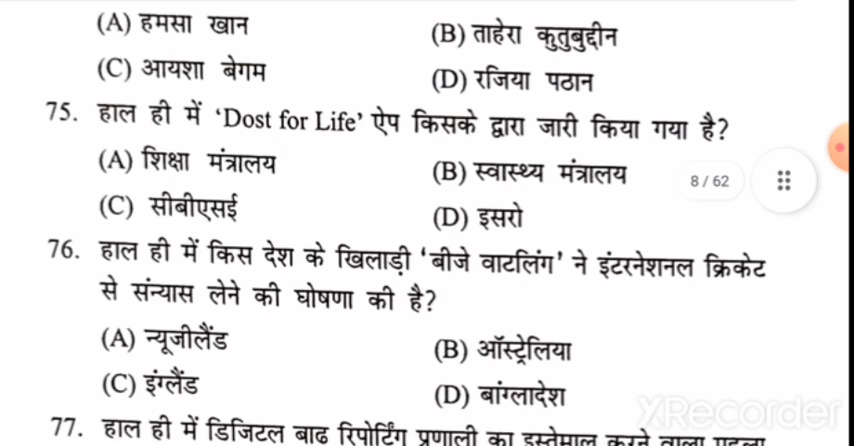 (A) हमसा खान (B) ताहेरा कुतुबुद्दीन
(C) आयशा बेगम (D) रजिया पठान
75. हाल ही में ‘Dost for Life’ ऐप किसके द्वारा जारी किया गया है?
(A) शिक्षा मंत्रालय (B) स्वास्थ्य मंत्रालय
8 / 62
(C) सीबीएसई (D) इसरो
76. हाल ही में किस देश के खिलाड़ी ‘बीजे वाटलिंग’ ने इंटरनेशनल क्रिकेट
से संन्यास लेने की घोषणा की है?
(A) न्यूजीलैंड (B) ऑस्ट्रेलिया
(C) इंग्लैंड (D) बांग्लादेश
XRecorder
77. हाल ही में डिजिटल बाढ रिपोर्टिंग प्रणाली का इस्तेमाल करने वाला पहला